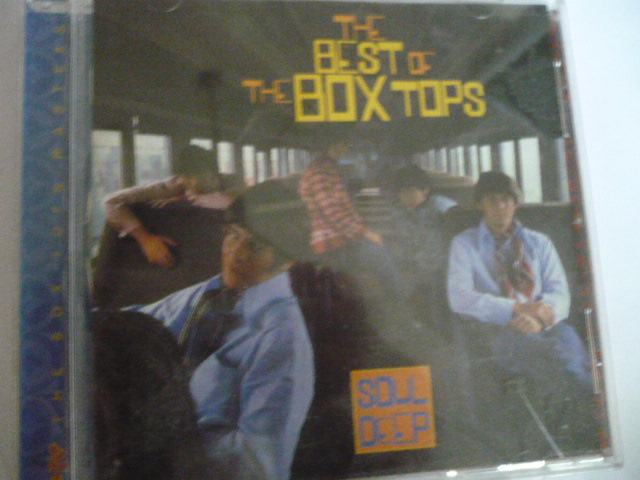 THE
BEST OF
THE BOX TOPS
SOUL
DEEP